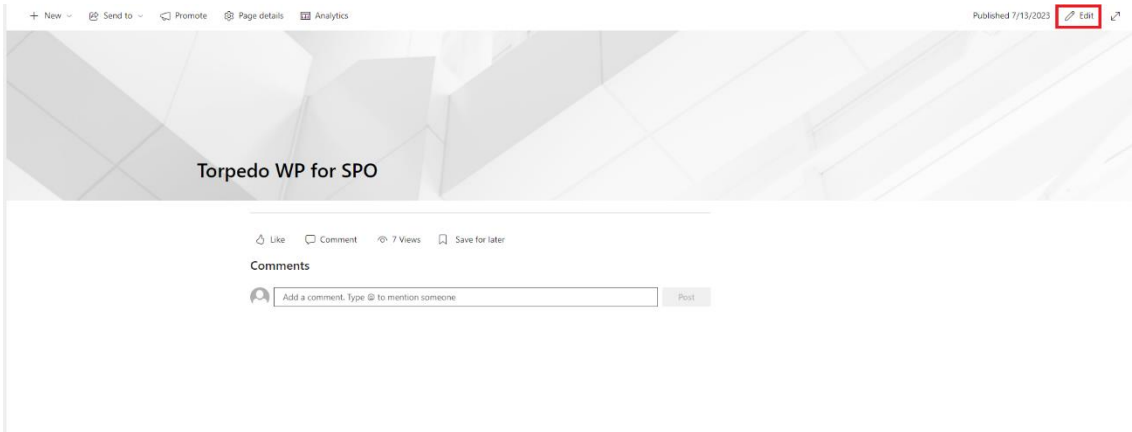 New Send to Promote Page details Analytics Published 7/13/2023 Edit
Torpedo WP for SPO
Like Comment 7 Views Save for later
Comments
Add a comment. Type @ to mention someone Post